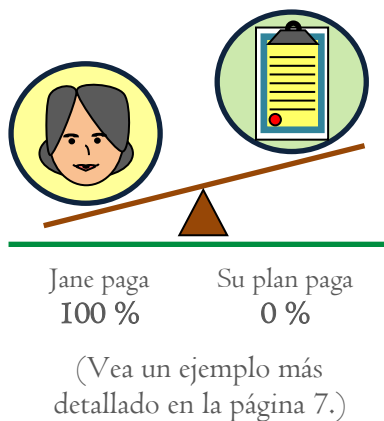 Jane paga
100 %
Su plan paga
0 %
(Vea un ejemplo más
detallado en la página 7.)